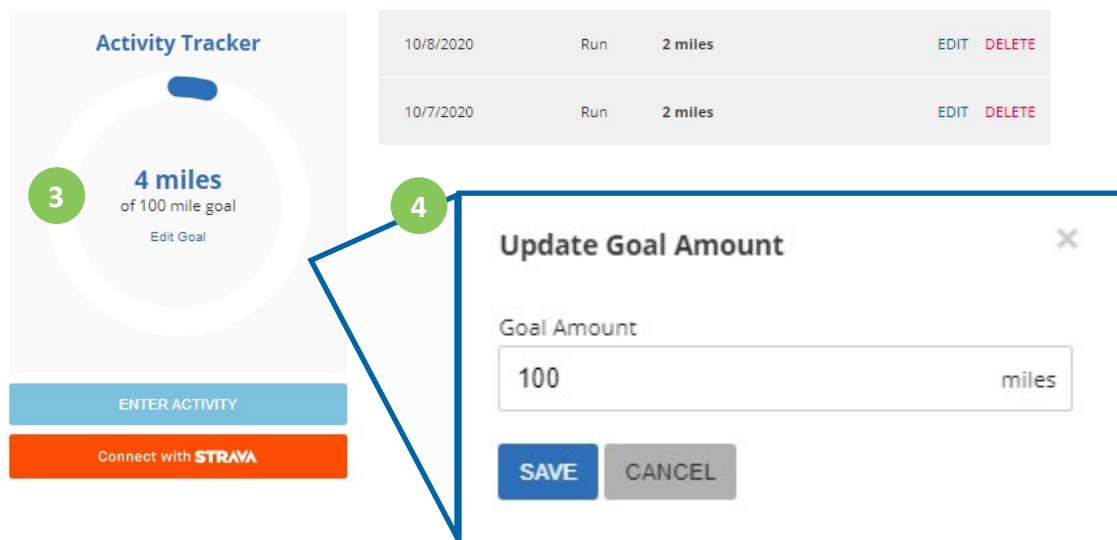 Activity Tracker
3
4 miles
of 100 mile goal
Edit Goal
ENTER ACTIVITY
Connect with STRAVA
10/8/2020 Run 2 miles EDIT DELETE
10/7/2020 Run 2 miles EDIT DELETE
4
Update Goal Amount ×
Goal Amount
100 miles
SAVE CANCEL